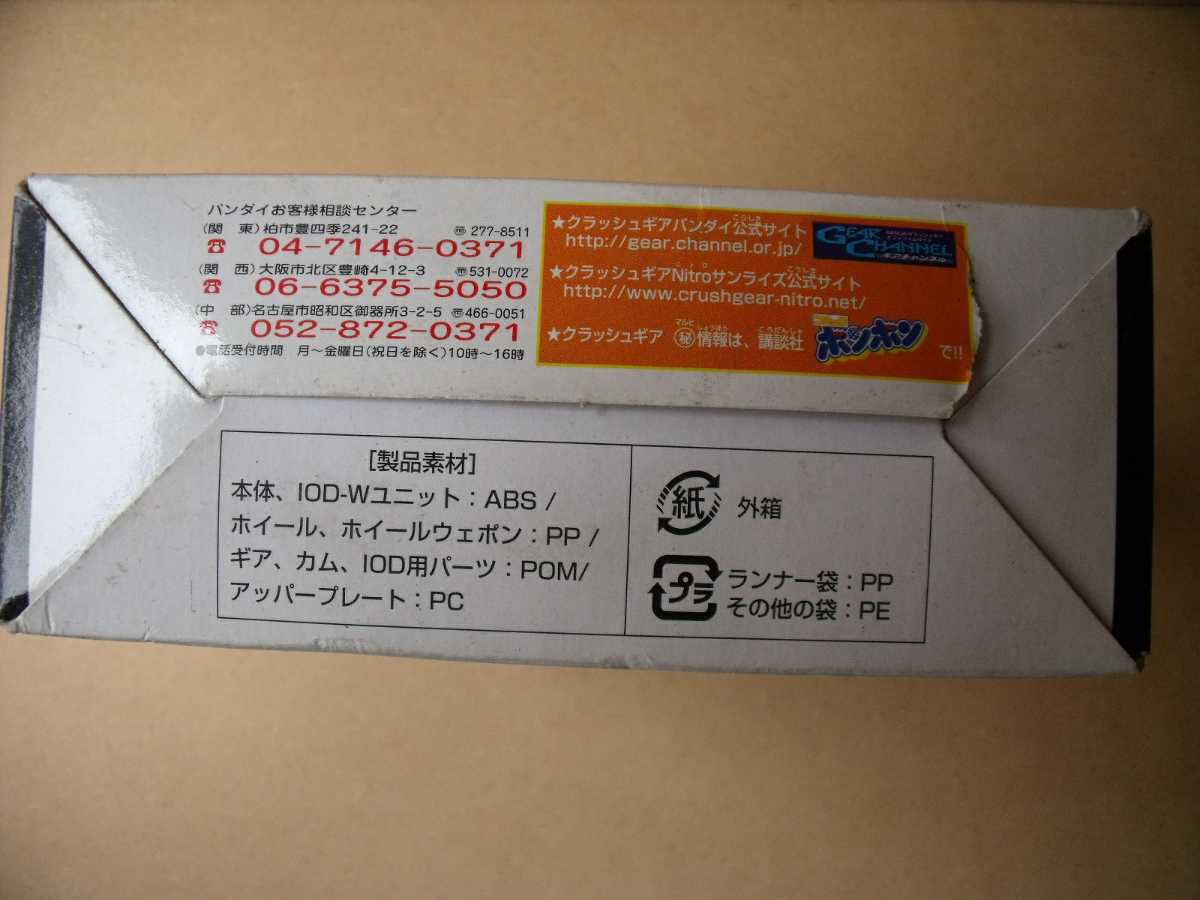 バンダイお客様相談センター
(関　東)柏市豊四季241-22　〠277-8511
☎ 04-7146-0371
(関　西)大阪市北区豊崎4-12-3　〠531-0072
☎ 06-6375-5050
(中　部)名古屋市昭和区御器所3-2-5　〠466-0051
☎ 052-872-0371
●電話受付時間　月〜金曜日(祝日を除く)10時〜16時
★クラッシュギアバンダイ公式サイト
http://gear.channel.or.jp/
GEAR CHANNEL
★クラッシュギアNitroサンライズ公式サイト
http://www.crushgear-nitro.net/
★クラッシュギア　㊙情報は、講談社　ボンボン　で!!
[製品素材]
本体、IOD-Wユニット：ABS /
ホイール、ホイールウェポン：PP /
ギア、カム、IOD用パーツ：POM/
アッパープレート：PC
紙　外箱
プラ　ランナー袋：PP
その他の袋：PE